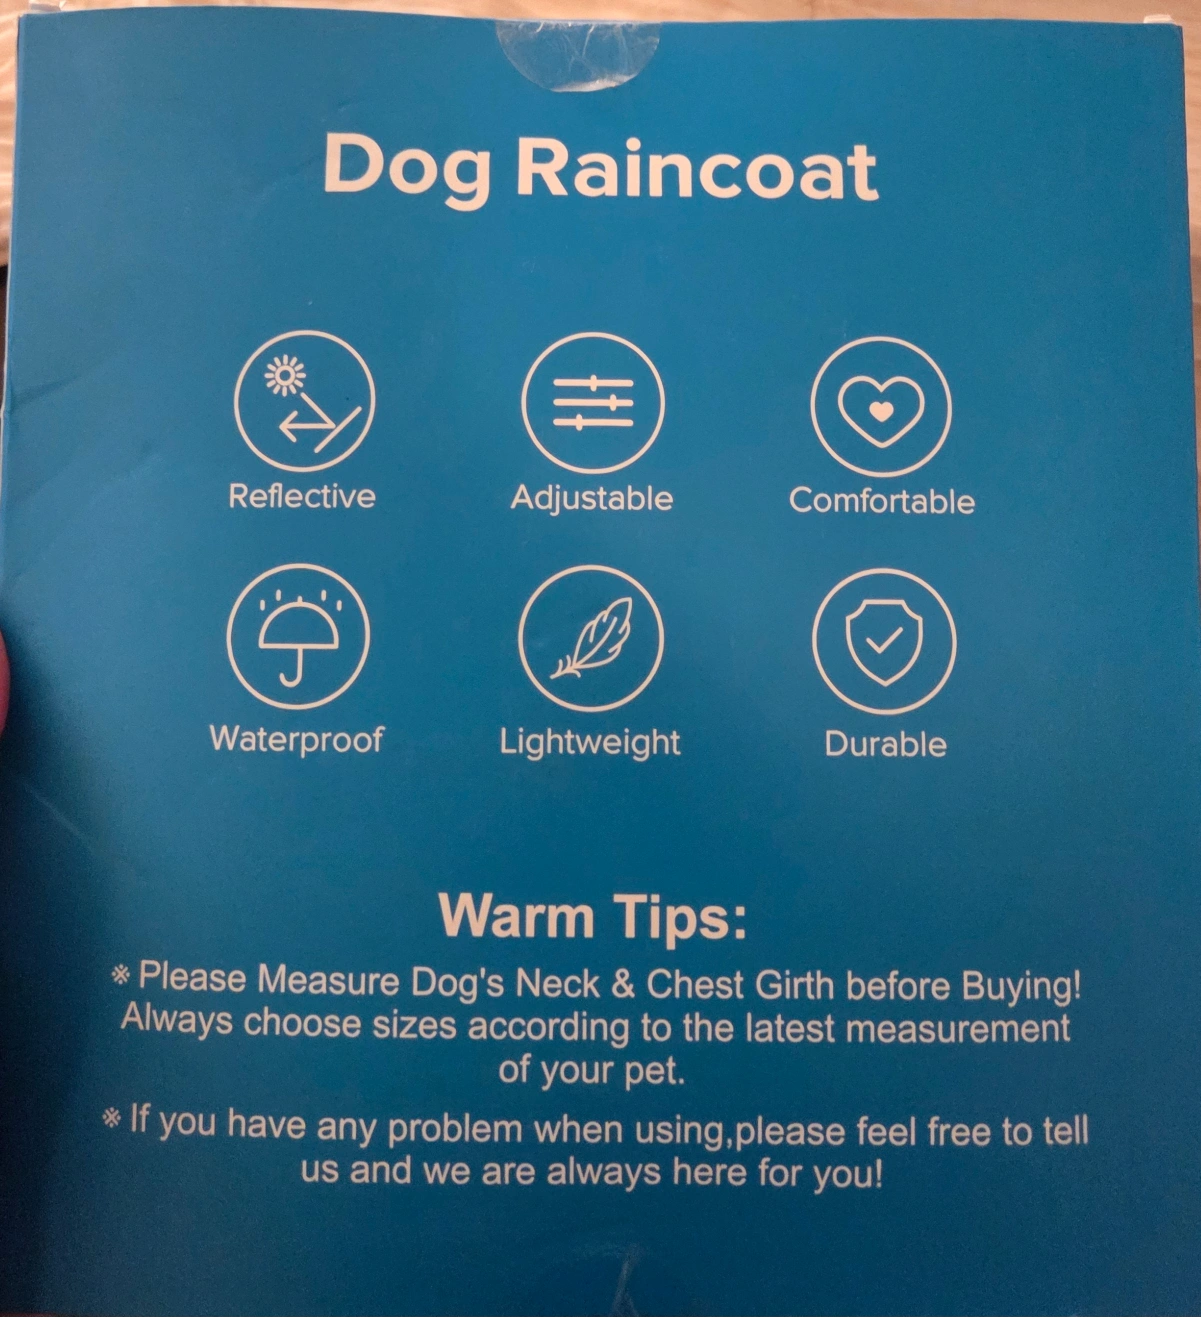 Dog Raincoat
Reflective
Adjustable
Comfortable
Waterproof
Lightweight
Durable
Warm Tips:
※ Please Measure Dog's Neck & Chest Girth before Buying!
Always choose sizes according to the latest measurement
of your pet.
※ If you have any problem when using,please feel free to tell
us and we are always here for you!